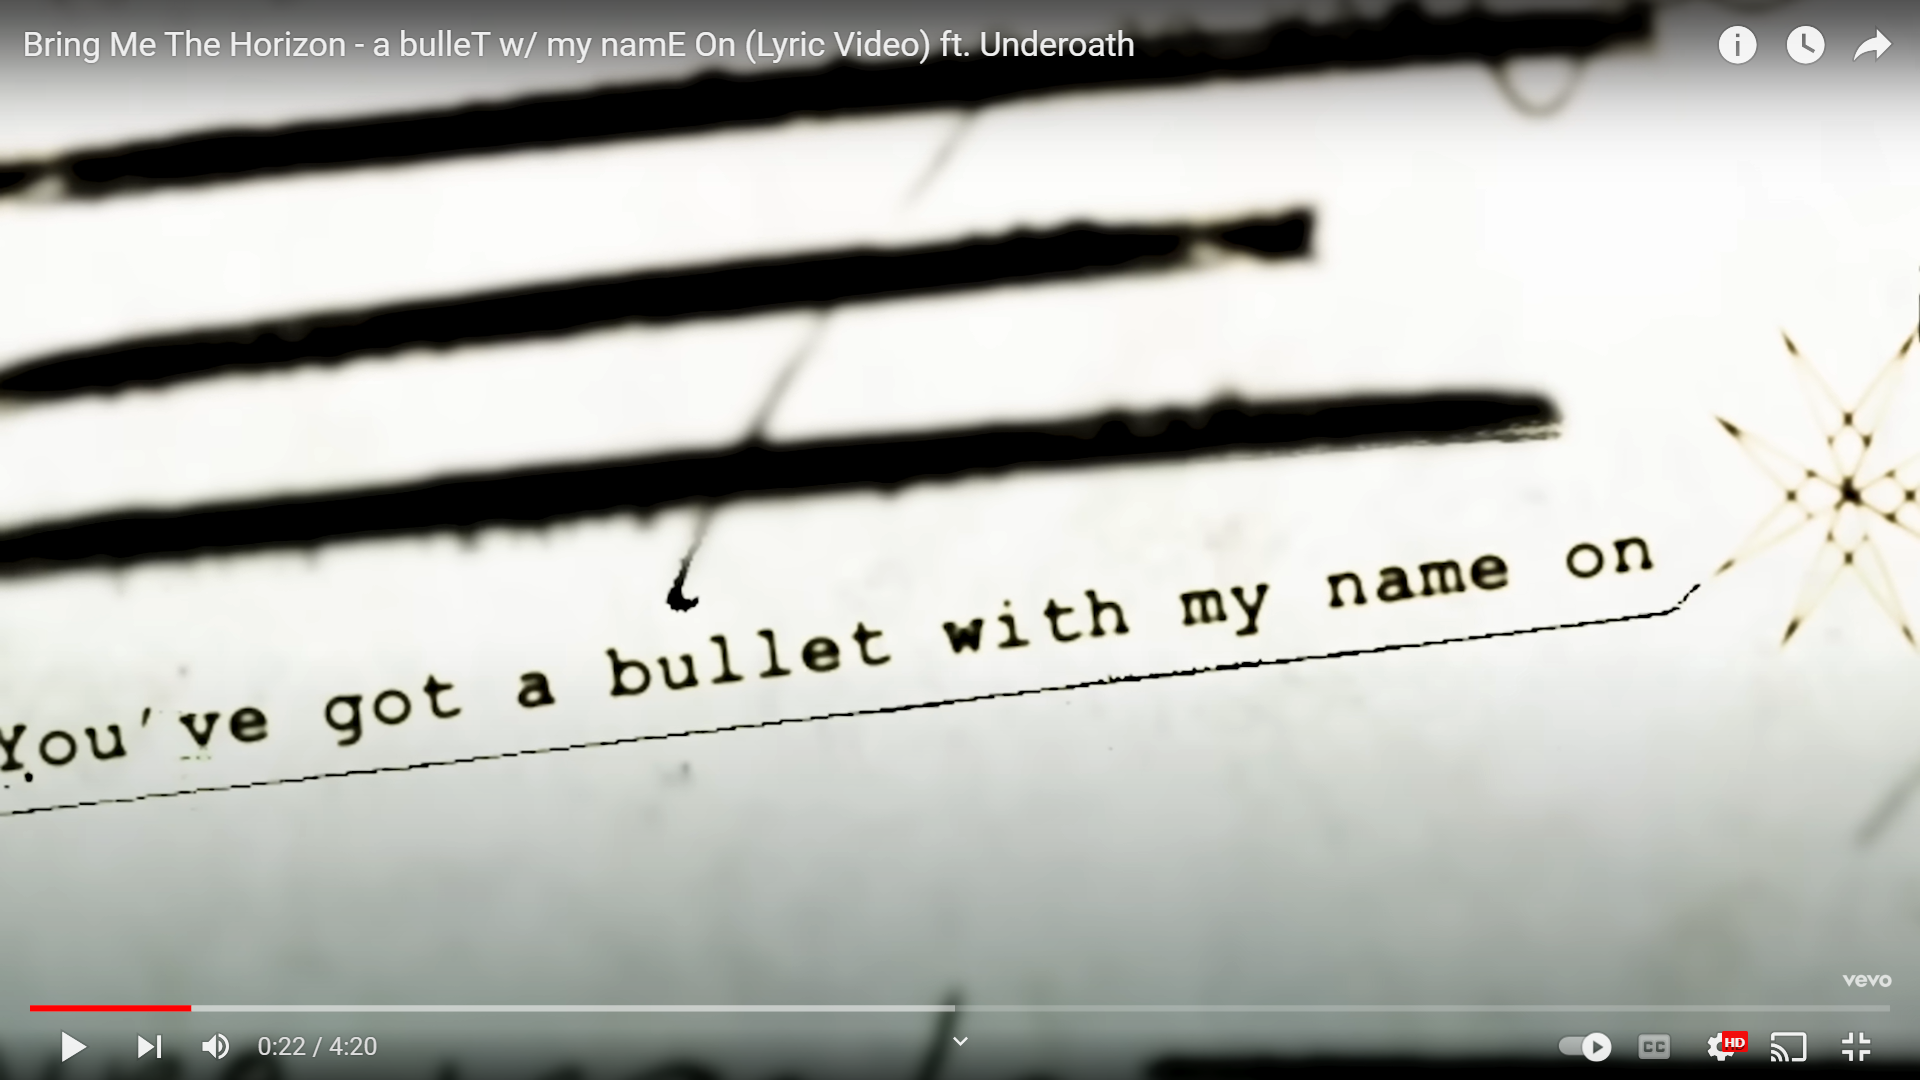 Bring Me The Horizon - a bulleT w/ my namE On (Lyric Video) ft. Underoath
You've got a bullet with my name on
vevo
0:22 / 4:20
CC
HD